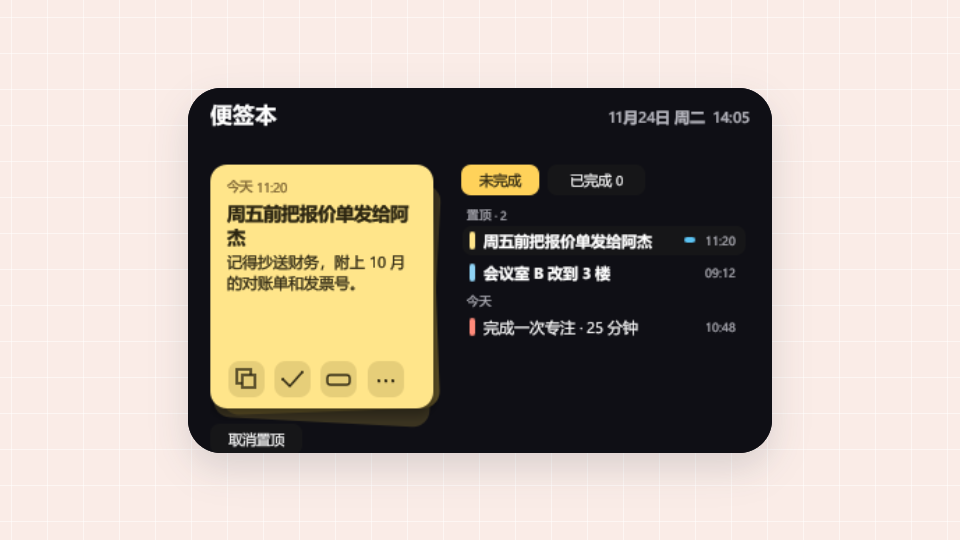 便签本
11月24日 周二 14:05
今天 11:20
周五前把报价单发给阿
杰
记得抄送财务，附上 10 月
的对账单和发票号。
取消置顶
未完成
已完成 0
置顶 · 2
周五前把报价单发给阿杰 11:20
会议室 B 改到 3 楼 09:12
今天
完成一次专注 · 25 分钟 10:48